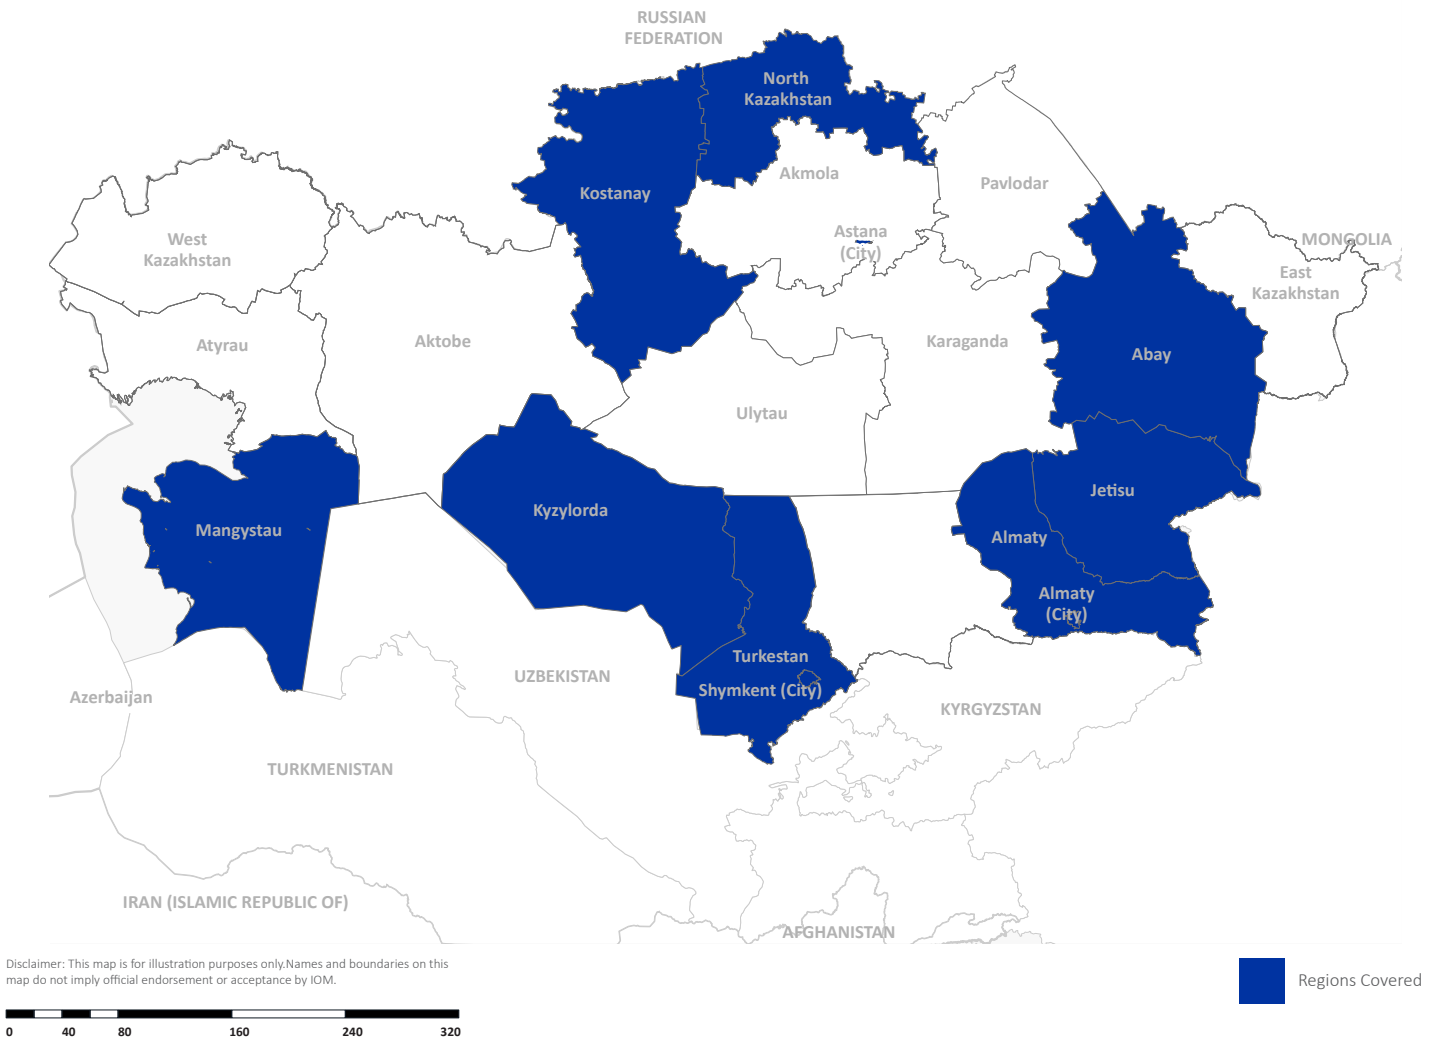 RUSSIAN
FEDERATION
North
Kazakhstan
Akmola
Pavlodar
Kostanay
Astana
(City)
West
Kazakhstan
MONGOLIA
East
Kazakhstan
Atyrau
Aktobe
Karaganda
Abay
Ulytau
Jetisu
Kyzylorda
Mangystau
Almaty
Almaty
(City)
Turkestan
Shymkent (City)
UZBEKISTAN
Azerbaijan
KYRGYZSTAN
TURKMENISTAN
IRAN (ISLAMIC REPUBLIC OF)
AFGHANISTAN
Disclaimer: This map is for illustration purposes only.Names and boundaries on this
map do not imply official endorsement or acceptance by IOM.
Regions Covered
0 40 80 160 240 320